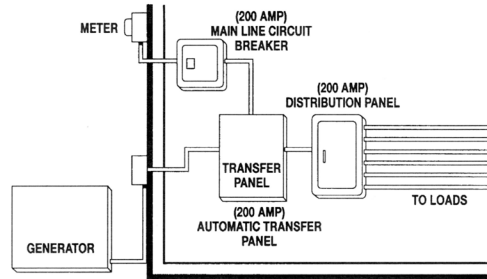 METER
(200 AMP)
MAIN LINE CIRCUIT
BREAKER
(200 AMP)
DISTRIBUTION PANEL
TRANSFER
PANEL
TO LOADS
(200 AMP)
AUTOMATIC TRANSFER
PANEL
GENERATOR